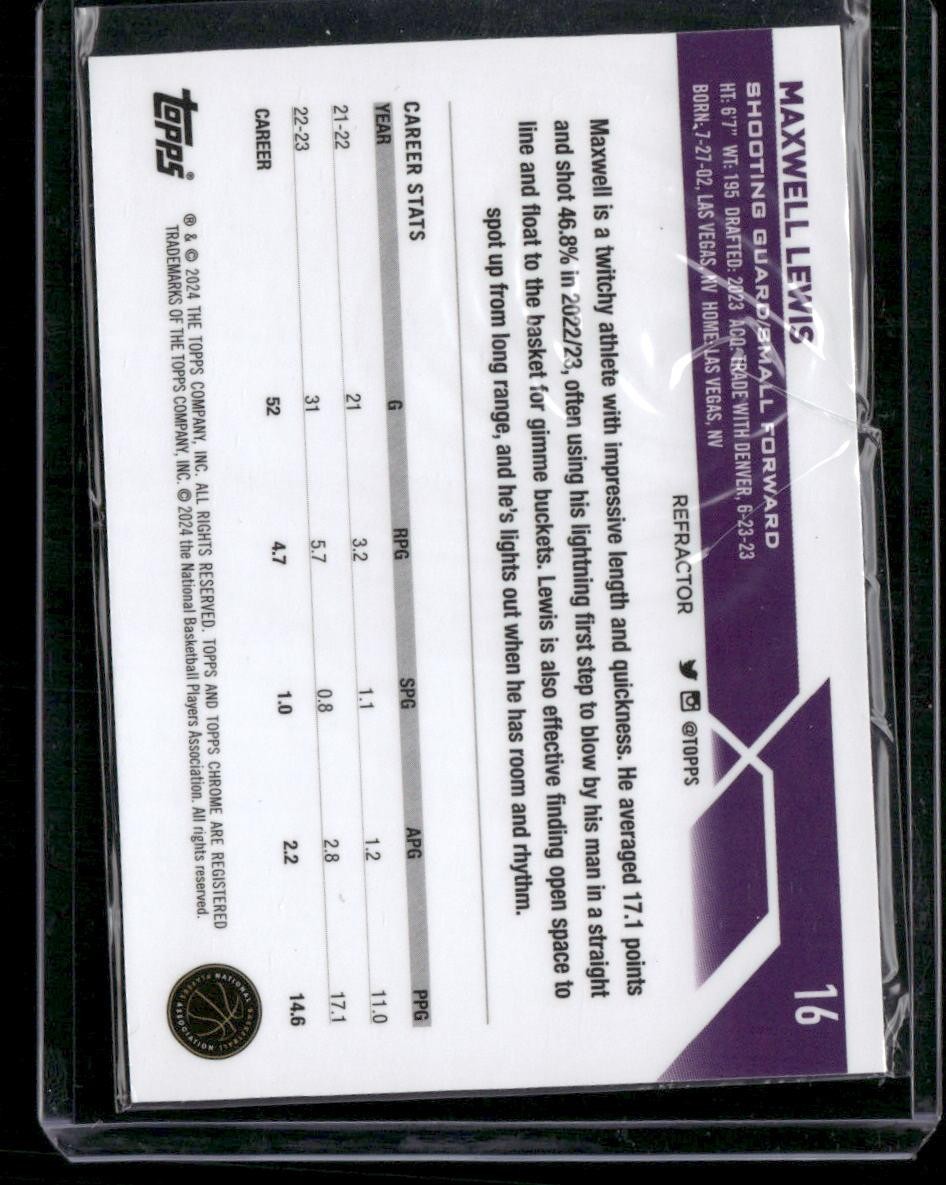 MAXWELL LEWIS
16
SHOOTING GUARD/SMALL FORWARD
HT: 6'7" WT: 195 DRAFTED: 2023 ACQ: TRADE WITH DENVER, 6-23-23
BORN: 7-27-02, LAS VEGAS, NV HOME: LAS VEGAS, NV
REFRACTOR @TOPPS
Maxwell is a twitchy athlete with impressive length and quickness. He averaged 17.1 points
and shot 46.8% in 2022/23, often using his lightning first step to blow by his man in a straight
line and float to the basket for gimme buckets. Lewis is also effective finding open space to
spot up from long range, and he's lights out when he has room and rhythm.
CAREER STATS
YEAR G RPG SPG APG PPG
21-22 21 3.2 1.1 1.2 11.0
22-23 31 5.7 0.8 2.8 17.1
CAREER 52 4.7 1.0 2.2 14.6
TOPPS®
® & © 2024 THE TOPPS COMPANY, INC. ALL RIGHTS RESERVED. TOPPS AND TOPPS CHROME ARE REGISTERED
TRADEMARKS OF THE TOPPS COMPANY, INC. © 2024 the National Basketball Players Association. All rights reserved.
NATIONAL BASKETBALL PLAYERS ASSOCIATION